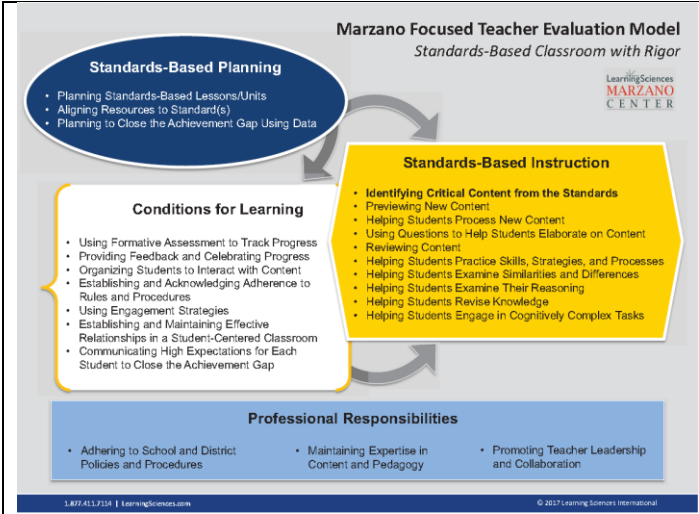 Marzano Focused Teacher Evaluation Model
Standards-Based Classroom with Rigor
LearningSciences
MARZANO
CENTER
Standards-Based Planning
• Planning Standards-Based Lessons/Units
• Aligning Resources to Standard(s)
• Planning to Close the Achievement Gap Using Data
Standards-Based Instruction
• Identifying Critical Content from the Standards
• Previewing New Content
• Helping Students Process New Content
• Using Questions to Help Students Elaborate on Content
• Reviewing Content
• Helping Students Practice Skills, Strategies, and Processes
• Helping Students Examine Similarities and Differences
• Helping Students Examine Their Reasoning
• Helping Students Revise Knowledge
• Helping Students Engage in Cognitively Complex Tasks
Conditions for Learning
• Using Formative Assessment to Track Progress
• Providing Feedback and Celebrating Progress
• Organizing Students to Interact with Content
• Establishing and Acknowledging Adherence to
Rules and Procedures
• Using Engagement Strategies
• Establishing and Maintaining Effective
Relationships in a Student-Centered Classroom
• Communicating High Expectations for Each
Student to Close the Achievement Gap
Professional Responsibilities
• Adhering to School and District
Policies and Procedures
• Maintaining Expertise in
Content and Pedagogy
• Promoting Teacher Leadership
and Collaboration
1.877.411.7114 | LearningSciences.com
© 2017 Learning Sciences International